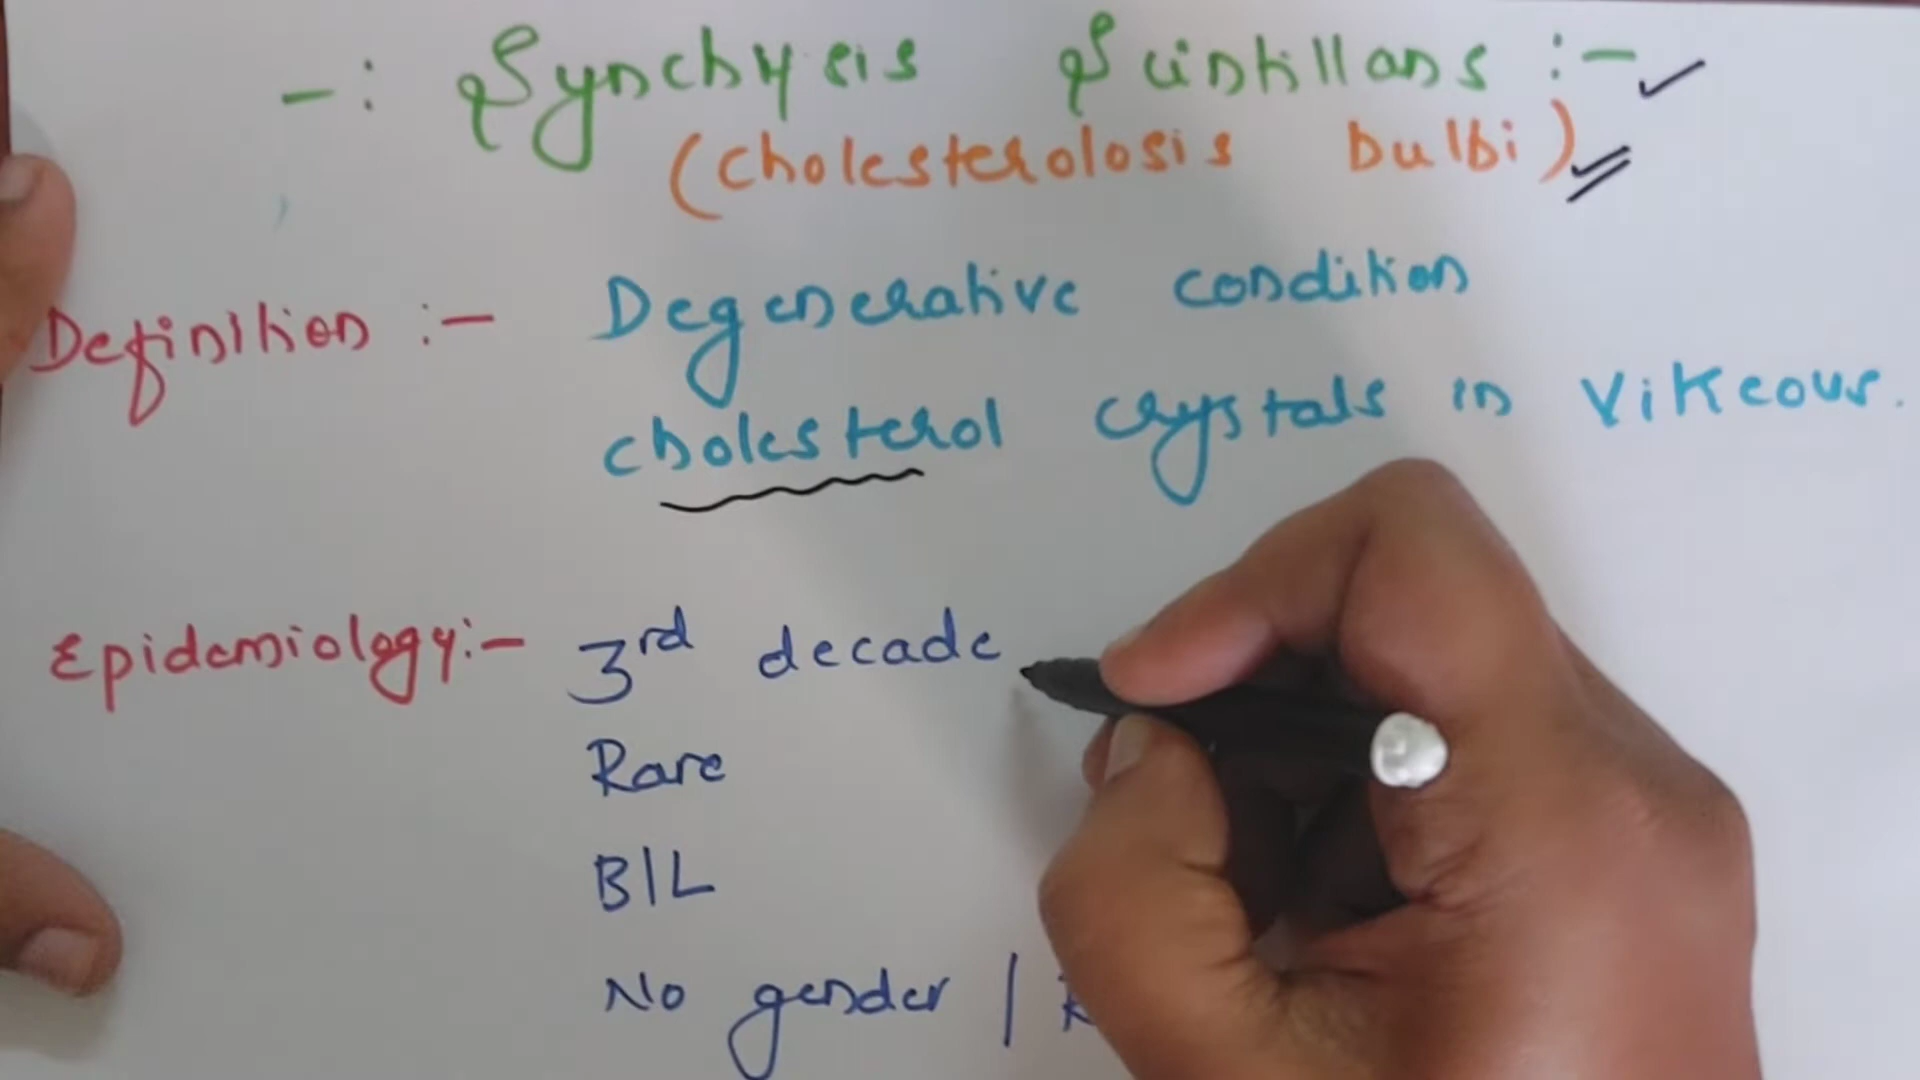 -: Synchysis Scintillans :-
(cholesterolosis bulbi)
Definition :- Degenerative condition
cholesterol crystals in vitreous.
Epidemiology:- 3rd decade
Rare
B/L
No gender /